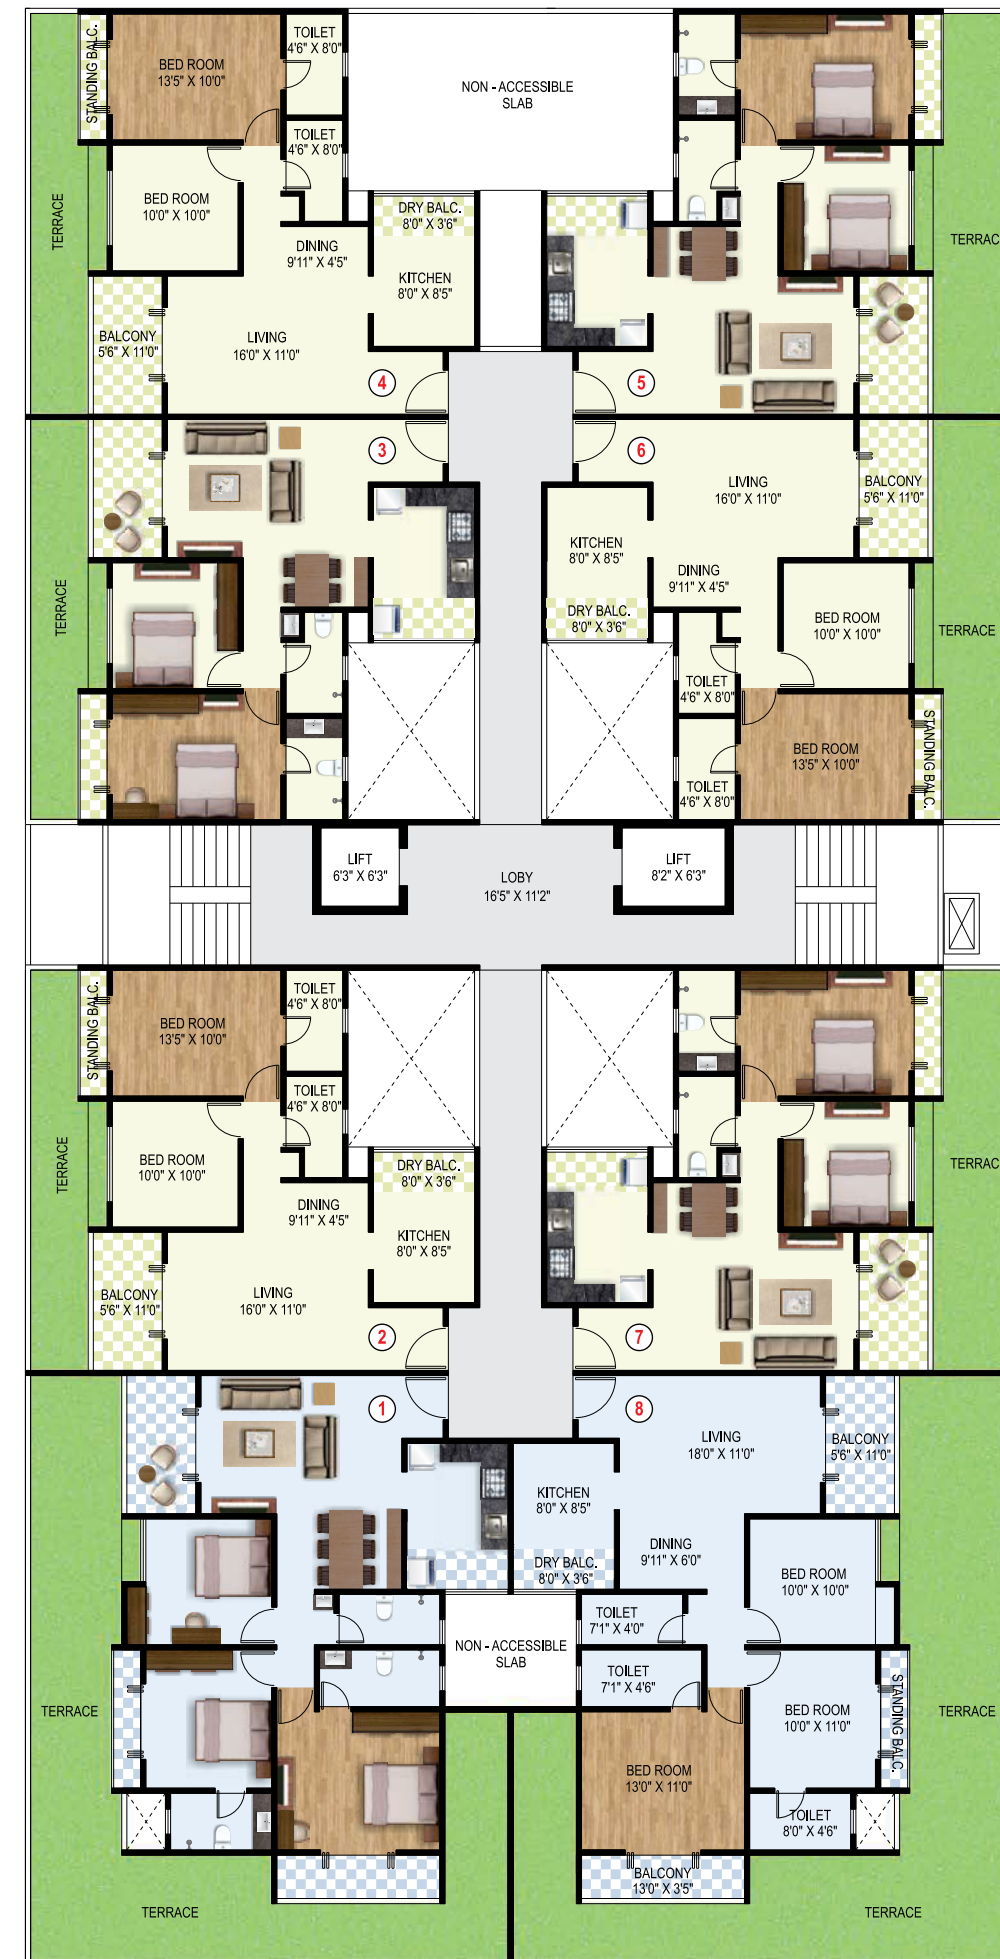 STANDING BALC.
BED ROOM
13'5" X 10'0"
TOILET
4'6" X 8'0"
NON - ACCESSIBLE
SLAB
TOILET
4'6" X 8'0"
BED ROOM
10'0" X 10'0"
TERRACE
DRY BALC.
8'0" X 3'6"
DINING
9'11" X 4'5"
KITCHEN
8'0" X 8'5"
BALCONY
5'6" X 11'0"
LIVING
16'0" X 11'0"
4
5
TERRAC
3
6
LIVING
16'0" X 11'0"
BALCONY
5'6" X 11'0"
KITCHEN
8'0" X 8'5"
DINING
9'11" X 4'5"
DRY BALC.
8'0" X 3'6"
BED ROOM
10'0" X 10'0"
TERRACE
TERRACE
TOILET
4'6" X 8'0"
BED ROOM
13'5" X 10'0"
STANDING BALC.
TOILET
4'6" X 8'0"
LIFT
6'3" X 6'3"
LOBY
16'5" X 11'2"
LIFT
8'2" X 6'3"
STANDING BALC.
BED ROOM
13'5" X 10'0"
TOILET
4'6" X 8'0"
TOILET
4'6" X 8'0"
BED ROOM
10'0" X 10'0"
TERRACE
DRY BALC.
8'0" X 3'6"
DINING
9'11" X 4'5"
KITCHEN
8'0" X 8'5"
BALCONY
5'6" X 11'0"
LIVING
16'0" X 11'0"
2
7
TERRAC
1
8
LIVING
18'0" X 11'0"
BALCONY
5'6" X 11'0"
KITCHEN
8'0" X 8'5"
DINING
9'11" X 6'0"
DRY BALC.
8'0" X 3'6"
BED ROOM
10'0" X 10'0"
TOILET
7'1" X 4'0"
NON - ACCESSIBLE
SLAB
TOILET
7'1" X 4'6"
TERRACE
BED ROOM
10'0" X 11'0"
STANDING BALC.
TERRACE
BED ROOM
13'0" X 11'0"
TOILET
8'0" X 4'6"
BALCONY
13'0" X 3'5"
TERRACE
TERRACE